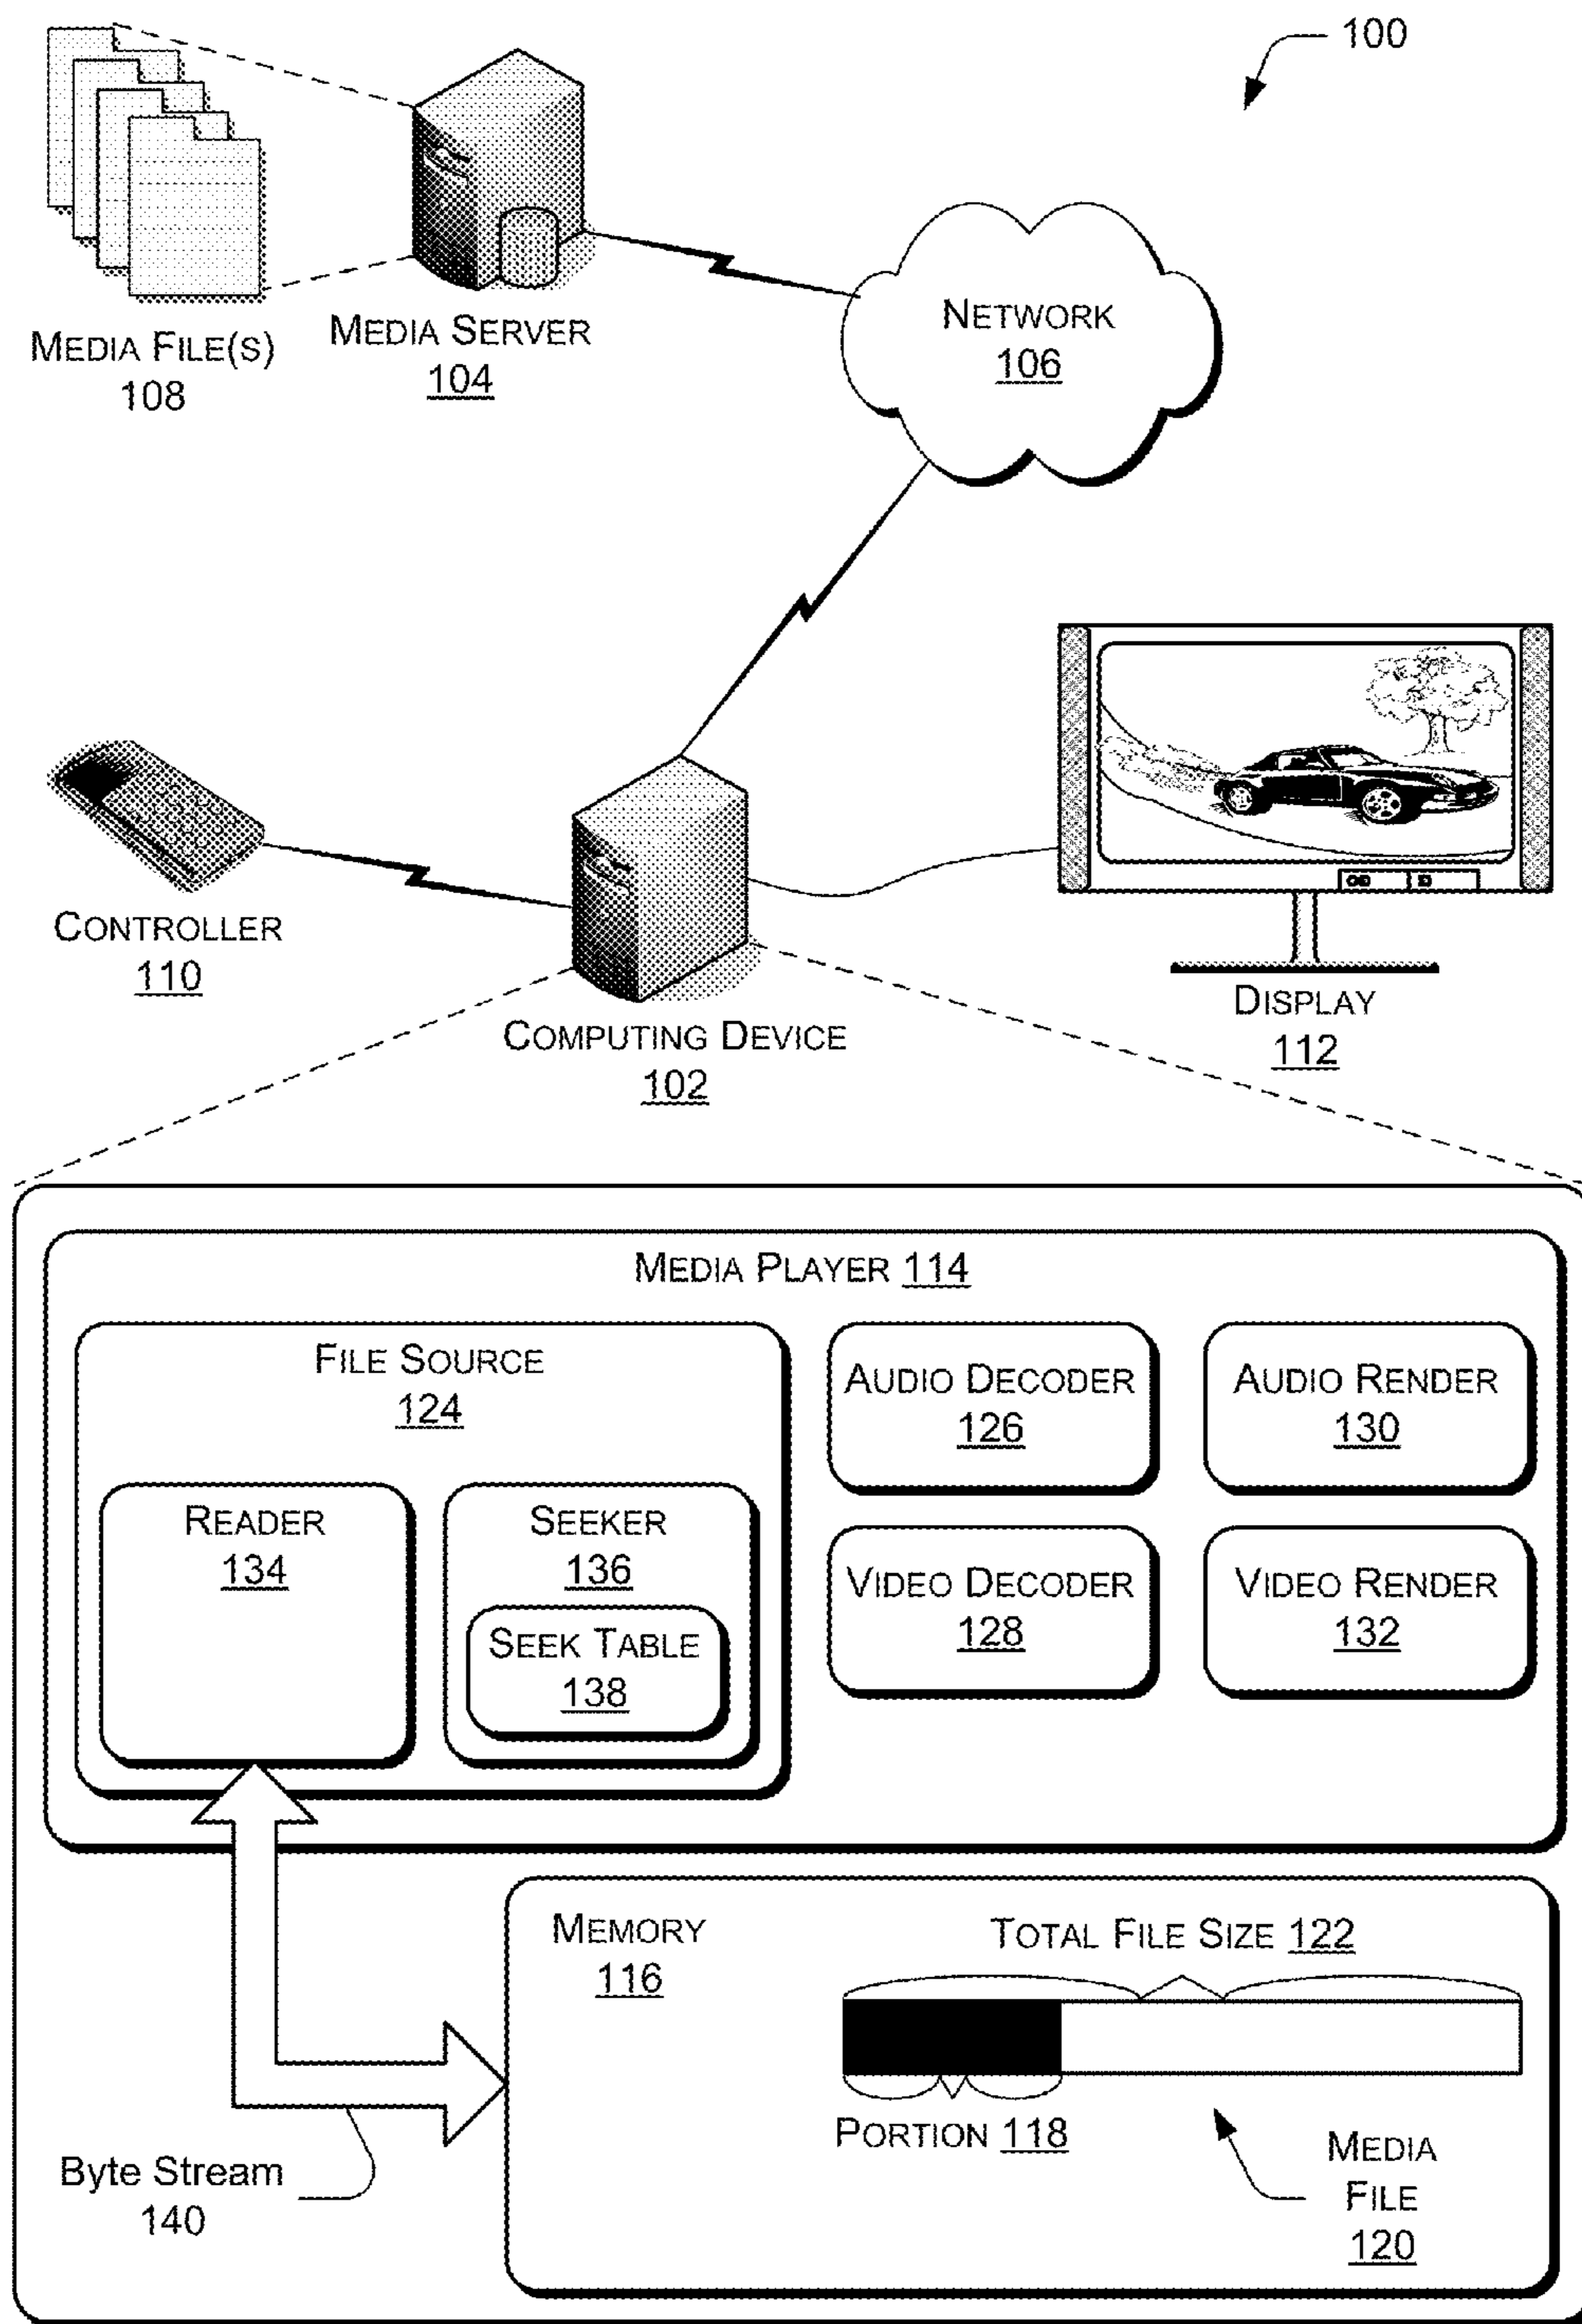 100
MEDIA FILE(S)
108
MEDIA SERVER
104
NETWORK
106
CONTROLLER
110
COMPUTING DEVICE
102
DISPLAY
112
MEDIA PLAYER 114
FILE SOURCE
124
READER
134
SEEKER
136
SEEK TABLE
138
AUDIO DECODER
126
AUDIO RENDER
130
VIDEO DECODER
128
VIDEO RENDER
132
MEMORY
116
TOTAL FILE SIZE 122
PORTION 118
MEDIA
FILE
120
Byte Stream
140